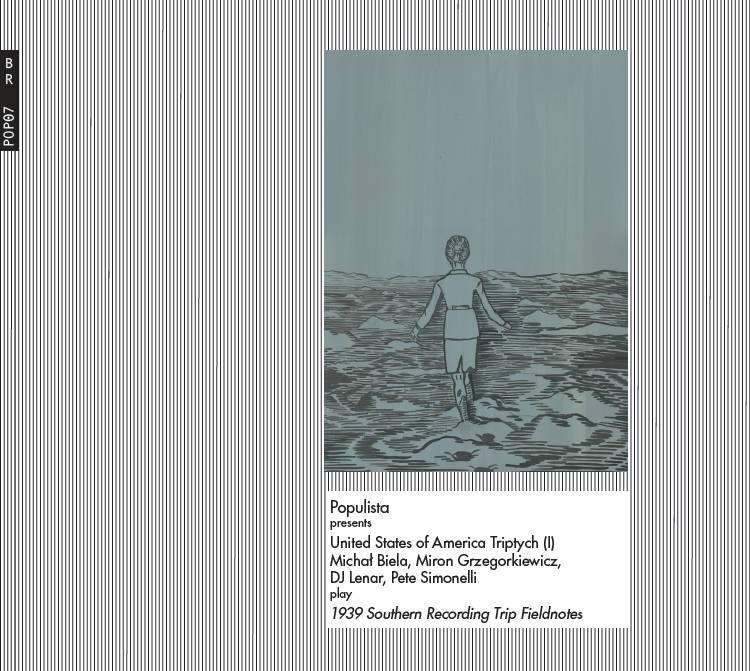 BR POP07
Populista
presents
United States of America Triptych (I)
Michał Biela, Miron Grzegorkiewicz,
DJ Lenar, Pete Simonelli
play
1939 Southern Recording Trip Fieldnotes